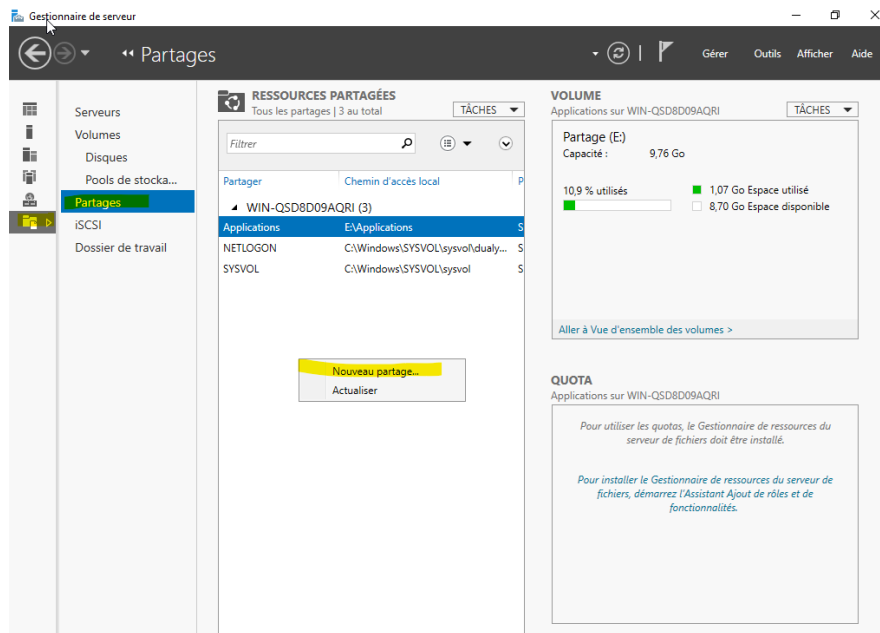 Gestionnaire de serveur
Partages
Gérer Outils Afficher Aide
Serveurs
Volumes
Disques
Pools de stocka...
Partages
iSCSI
Dossier de travail
RESSOURCES PARTAGÉES
Tous les partages | 3 au total
TÂCHES
Filtrer
Partager Chemin d'accès local P
WIN-QSD8D09AQRI (3)
Applications E:\Applications S
NETLOGON C:\Windows\SYSVOL\sysvol\dualy... S
SYSVOL C:\Windows\SYSVOL\sysvol S
Nouveau partage...
Actualiser
VOLUME
Applications sur WIN-QSD8D09AQRI
TÂCHES
Partage (E:)
Capacité : 9,76 Go
10,9 % utilisés
1,07 Go Espace utilisé
8,70 Go Espace disponible
Aller à Vue d'ensemble des volumes >
QUOTA
Applications sur WIN-QSD8D09AQRI
Pour utiliser les quotas, le Gestionnaire de ressources du
serveur de fichiers doit être installé.
Pour installer le Gestionnaire de ressources du serveur de
fichiers, démarrez l'Assistant Ajout de rôles et de
fonctionnalités.